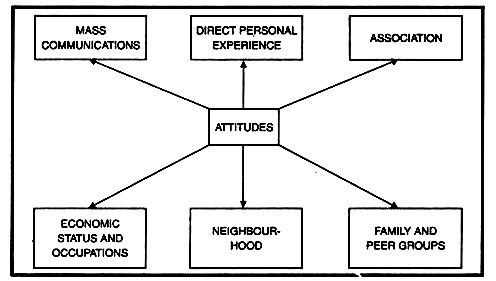 MASS
COMMUNICATIONS
DIRECT PERSONAL
EXPERIENCE
ASSOCIATION
ATTITUDES
ECONOMIC
STATUS AND
OCCUPATIONS
NEIGHBOUR-
HOOD
FAMILY AND
PEER GROUPS